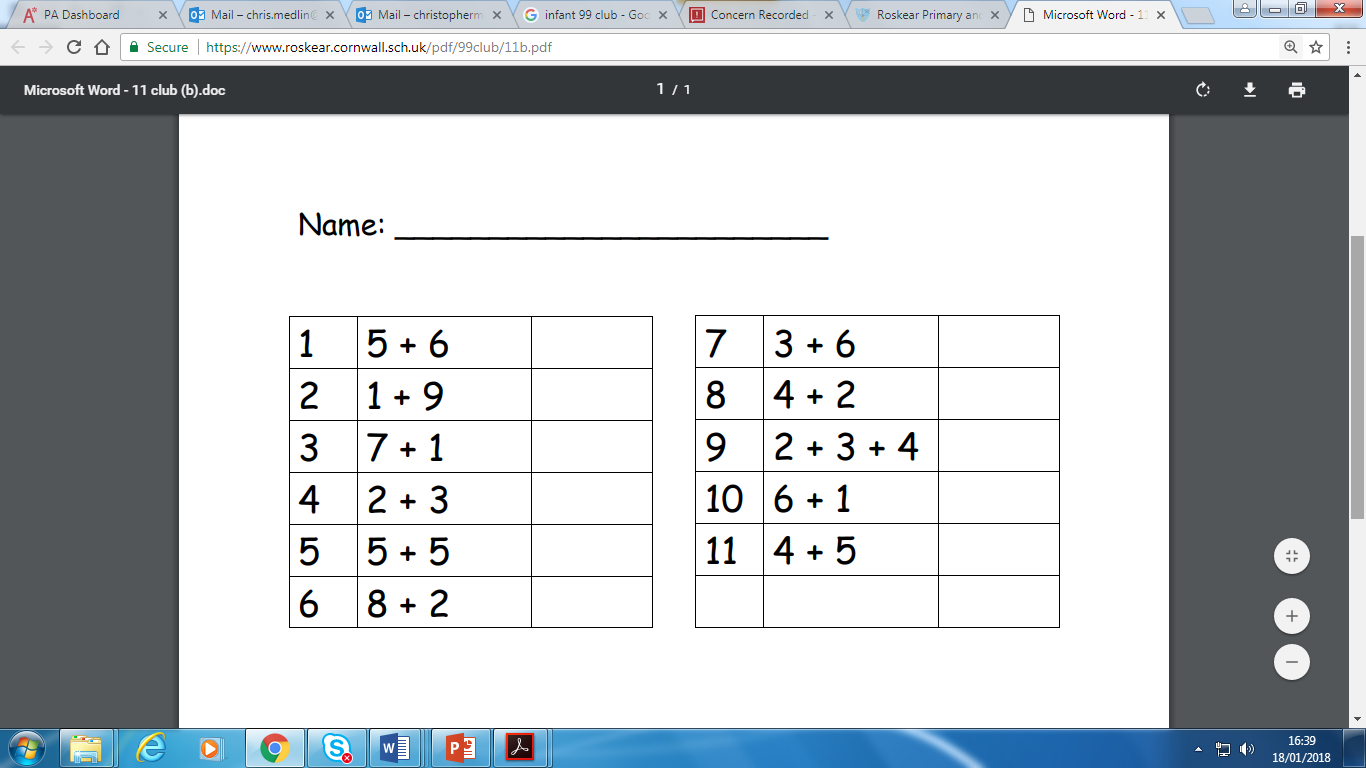 PA Dashboard
Mail – chris.medlin@
Mail – christopherm
infant 99 club - Goo
Concern Recorded -
Roskear Primary and
Microsoft Word - 11
Secure https://www.roskear.cornwall.sch.uk/pdf/99club/11b.pdf
Microsoft Word - 11 club (b).doc
1 / 1
Name: ________________________
1 5 + 6
2 1 + 9
3 7 + 1
4 2 + 3
5 5 + 5
6 8 + 2
7 3 + 6
8 4 + 2
9 2 + 3 + 4
10 6 + 1
11 4 + 5
16:39
18/01/2018